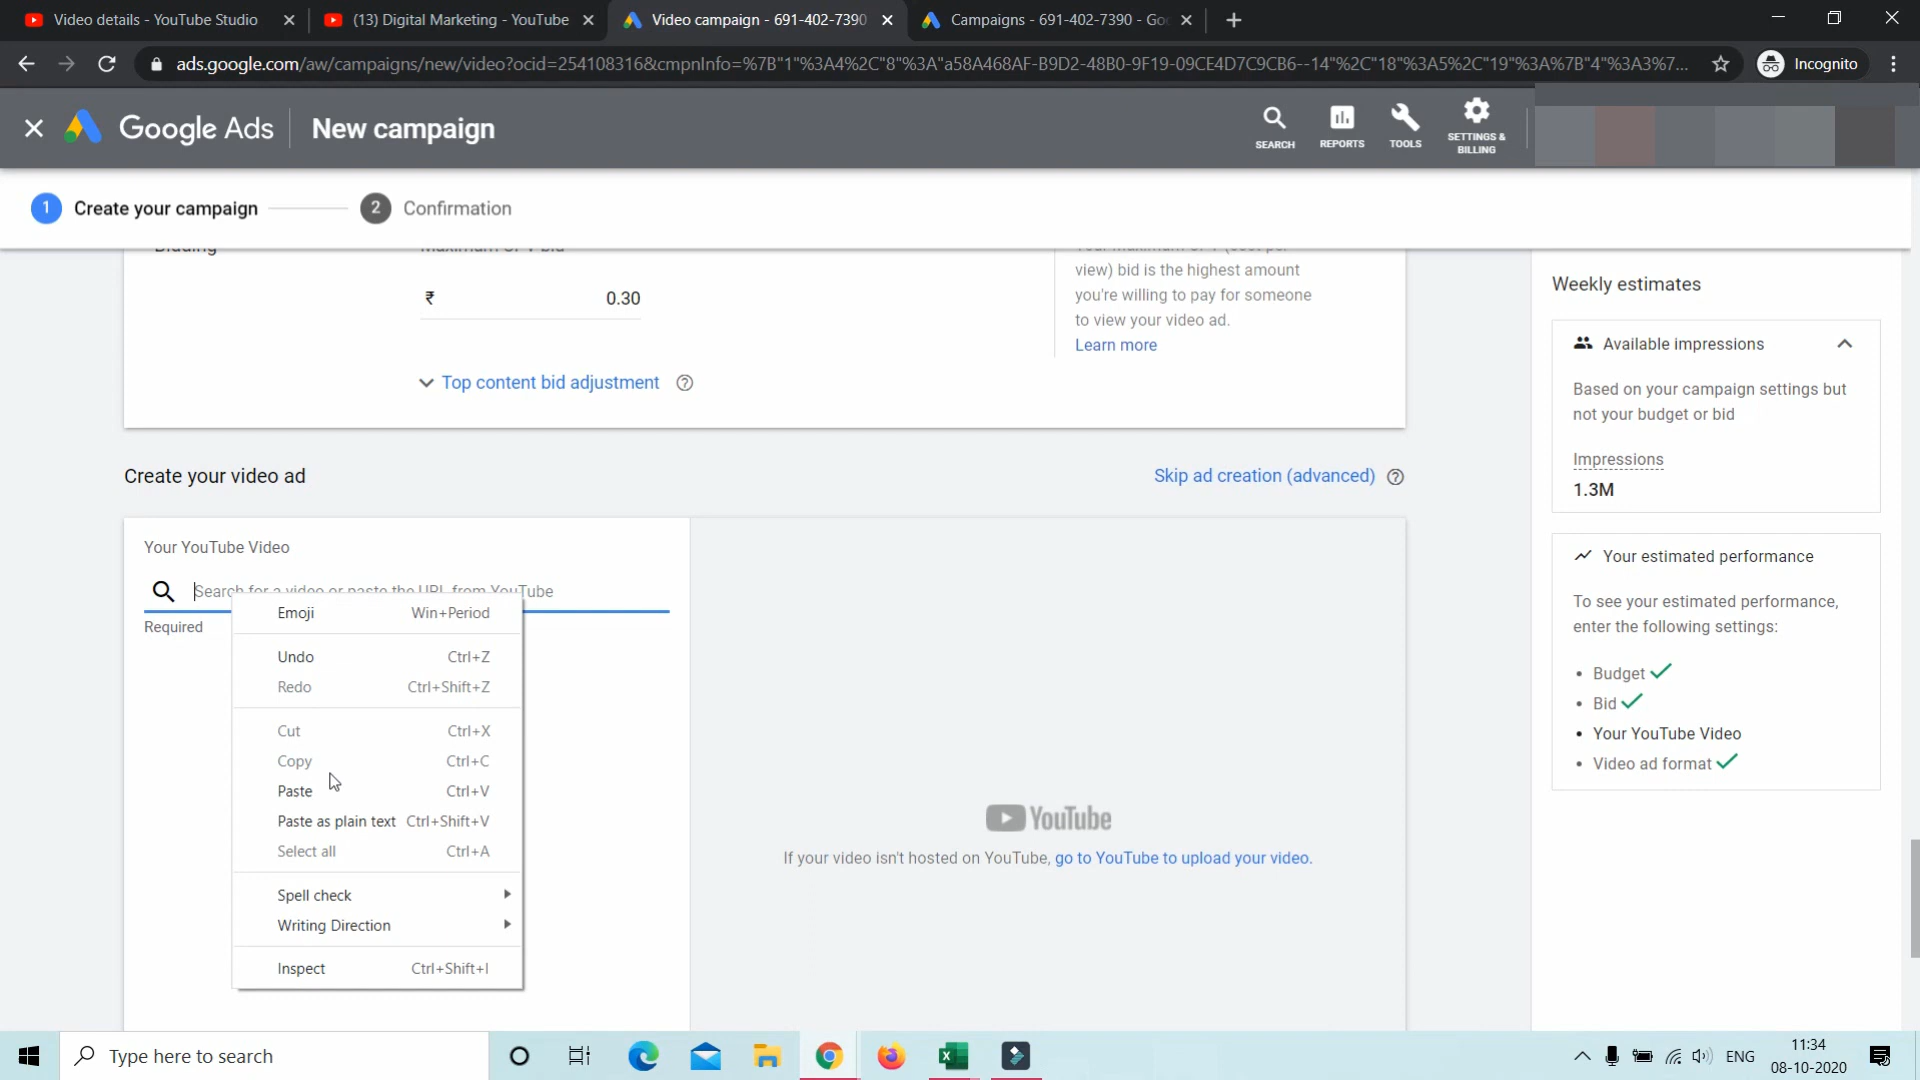 Video details - YouTube Studio
(13) Digital Marketing - YouTube
Video campaign - 691-402-7390
Campaigns - 691-402-7390 - Goo
ads.google.com/aw/campaigns/new/video?ocid=254108316&cmpnInfo=%7B"1"%3A4%2C"8"%3A"a58A468AF-B9D2-48B0-9F19-09CE4D7C9CB6--14"%2C"18"%3A5%2C"19"%3A%7B"4"%3A3%7...
Incognito
Google Ads
New campaign
SEARCH
REPORTS
TOOLS
SETTINGS &
BILLING
1 Create your campaign
2 Confirmation
Bidding
₹ 0.30
view) bid is the highest amount
you're willing to pay for someone
to view your video ad.
Learn more
Top content bid adjustment
Create your video ad
Skip ad creation (advanced)
Your YouTube Video
Search for a video or paste the URL from YouTube
Required
Emoji Win+Period
Undo Ctrl+Z
Redo Ctrl+Shift+Z
Cut Ctrl+X
Copy Ctrl+C
Paste Ctrl+V
Paste as plain text Ctrl+Shift+V
Select all Ctrl+A
Spell check
Writing Direction
Inspect Ctrl+Shift+I
YouTube
If your video isn't hosted on YouTube, go to YouTube to upload your video.
Weekly estimates
Available impressions
Based on your campaign settings but
not your budget or bid
Impressions
1.3M
Your estimated performance
To see your estimated performance,
enter the following settings:
• Budget
• Bid
• Your YouTube Video
• Video ad format
Type here to search
ENG
11:34
08-10-2020